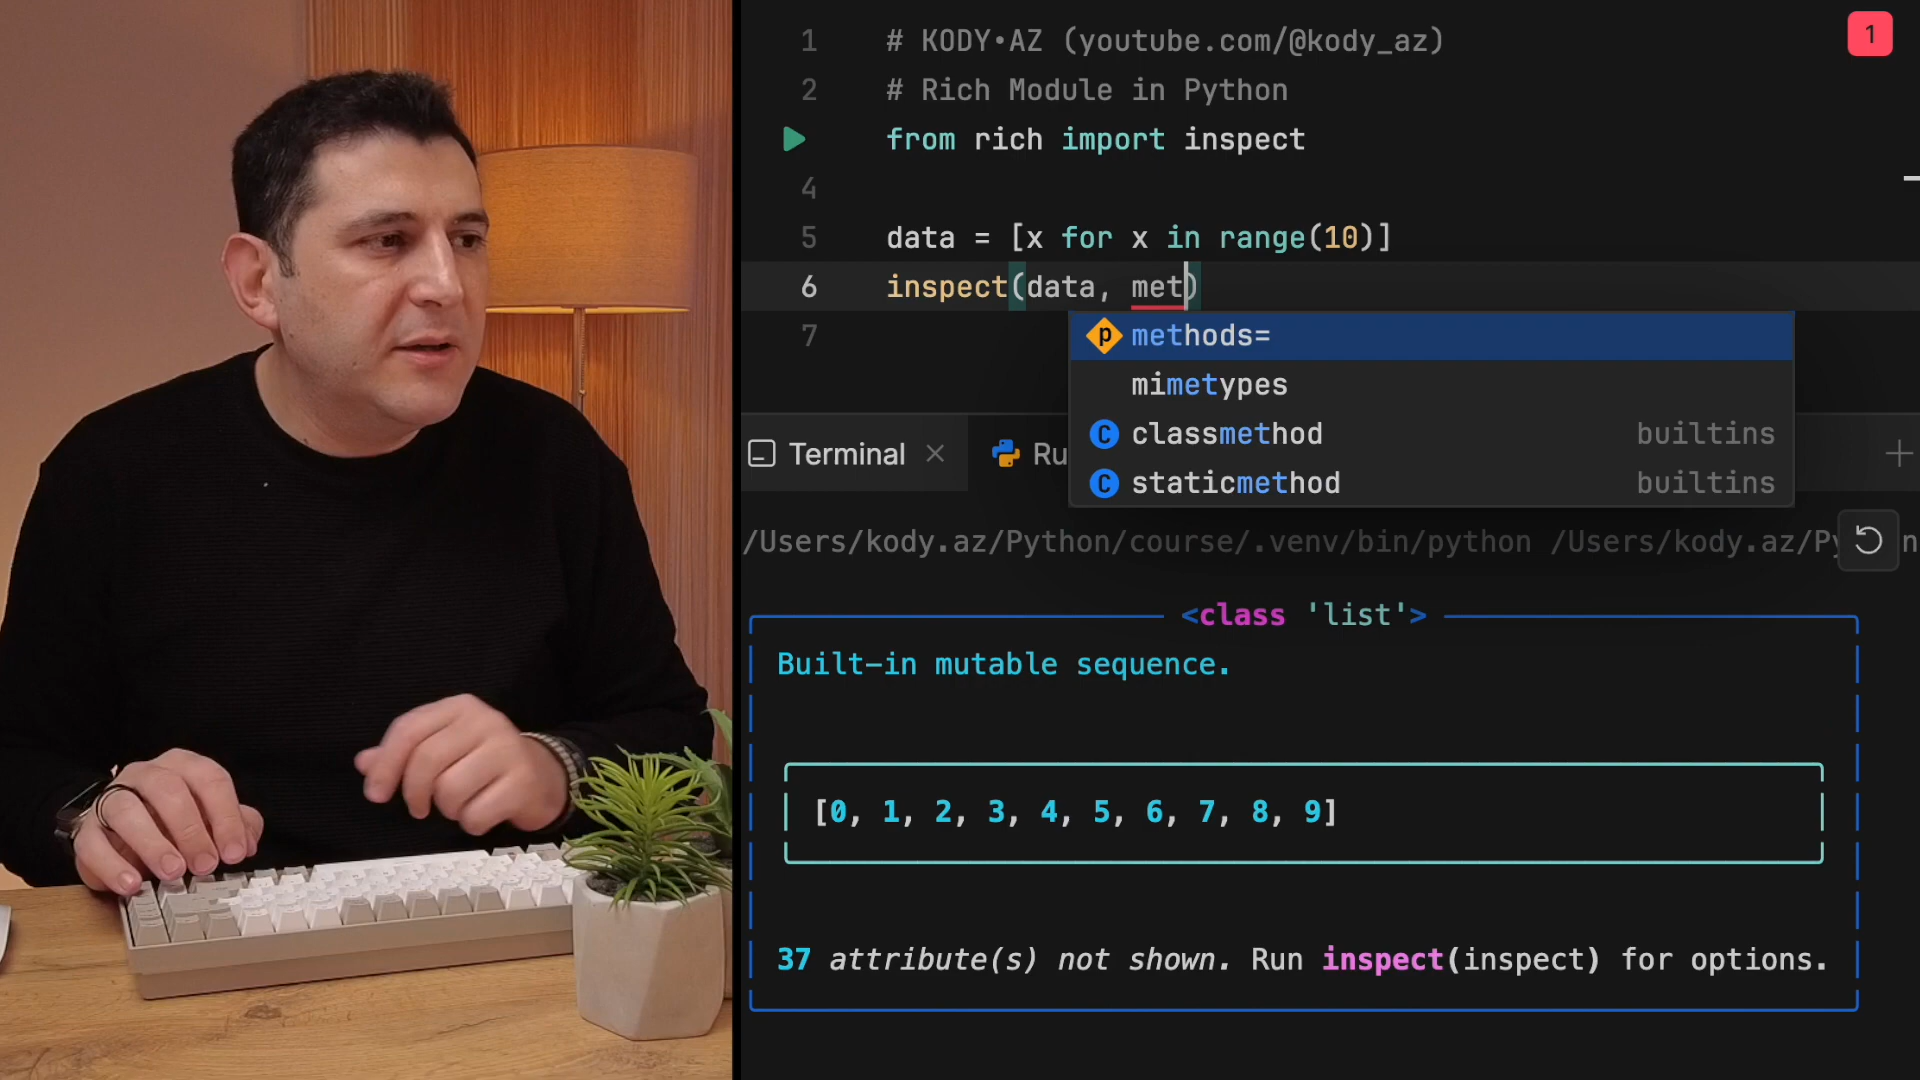 1 # KODY•AZ (youtube.com/@kody_az)
1
2 # Rich Module in Python
from rich import inspect
4
5 data = [x for x in range(10)]
6 inspect(data, met)
7
methods=
mimetypes
classmethod builtins
staticmethod builtins
Terminal
/Users/kody.az/Python/course/.venv/bin/python /Users/kody.az/Py
<class 'list'>
Built-in mutable sequence.
[0, 1, 2, 3, 4, 5, 6, 7, 8, 9]
37 attribute(s) not shown. Run inspect(inspect) for options.